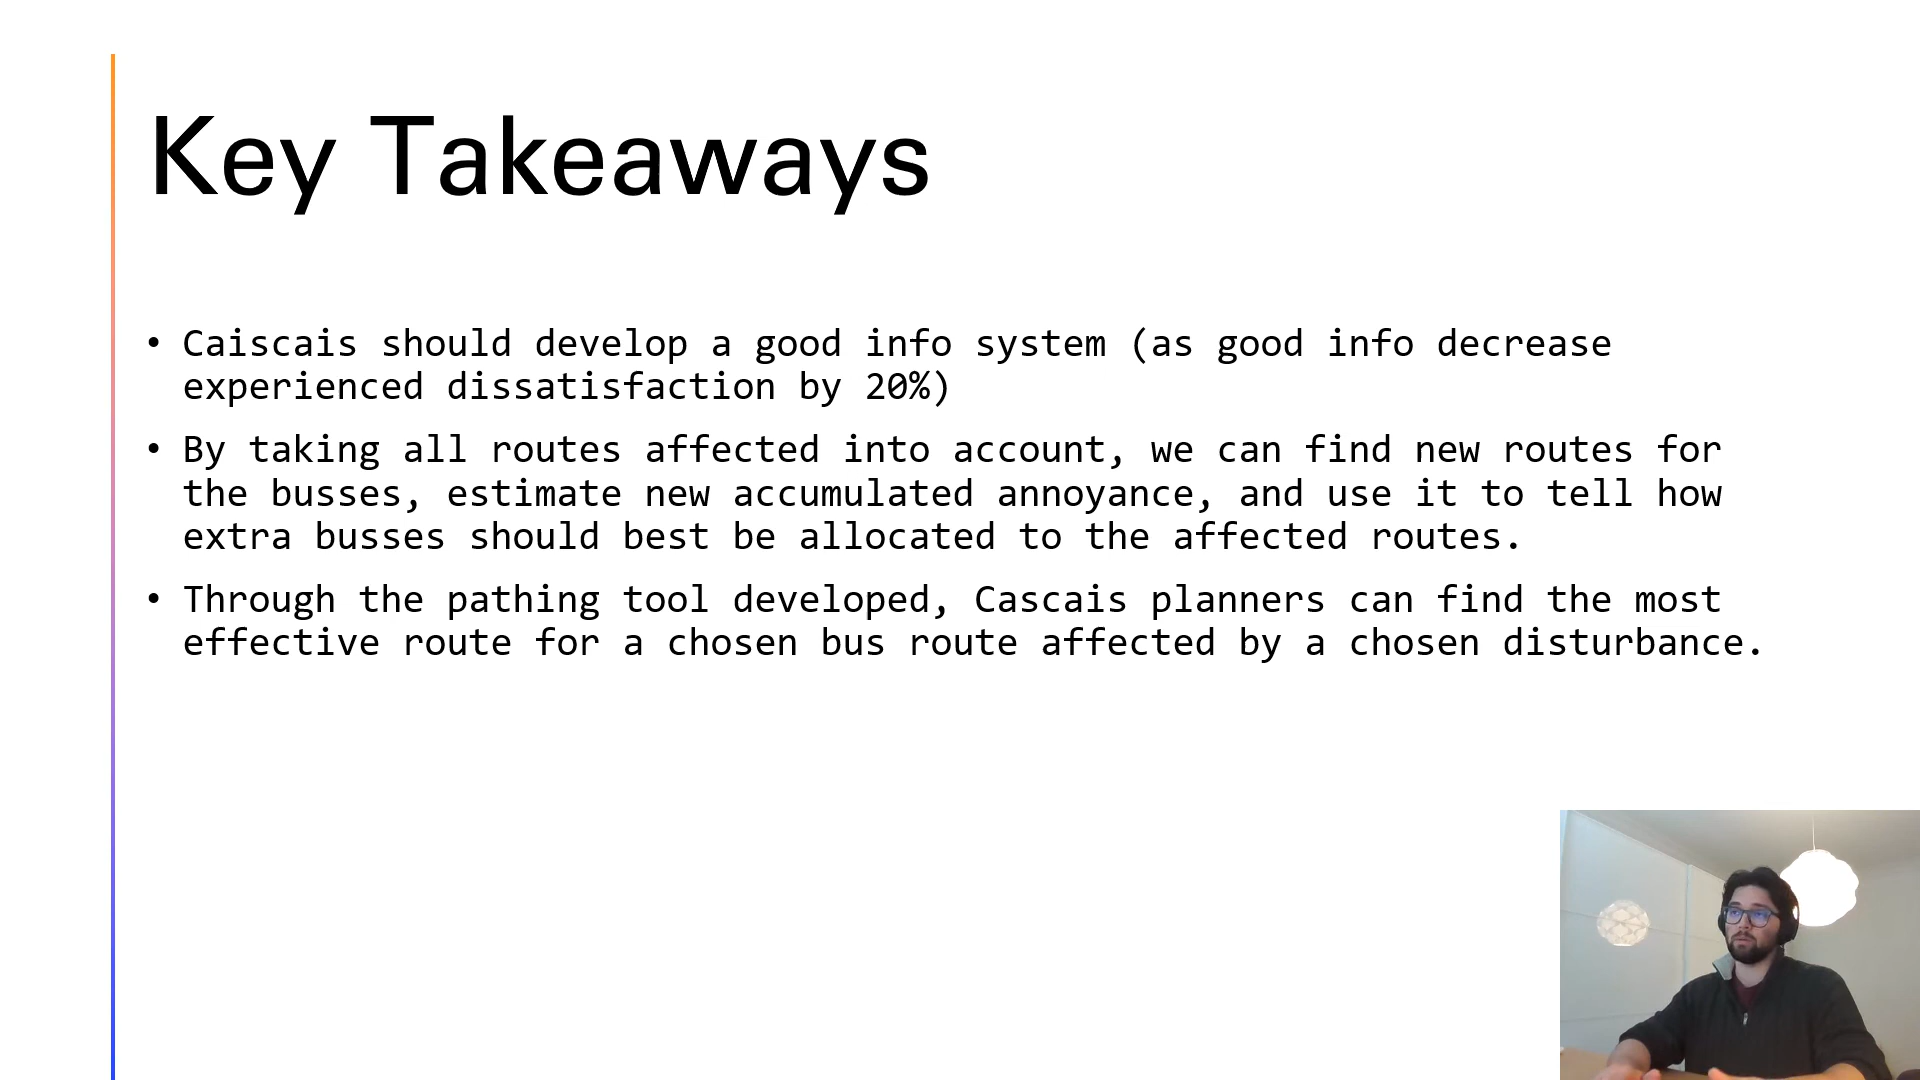 Key Takeaways
• Caiscais should develop a good info system (as good info decrease
experienced dissatisfaction by 20%)
• By taking all routes affected into account, we can find new routes for
the busses, estimate new accumulated annoyance, and use it to tell how
extra busses should best be allocated to the affected routes.
• Through the pathing tool developed, Cascais planners can find the most
effective route for a chosen bus route affected by a chosen disturbance.